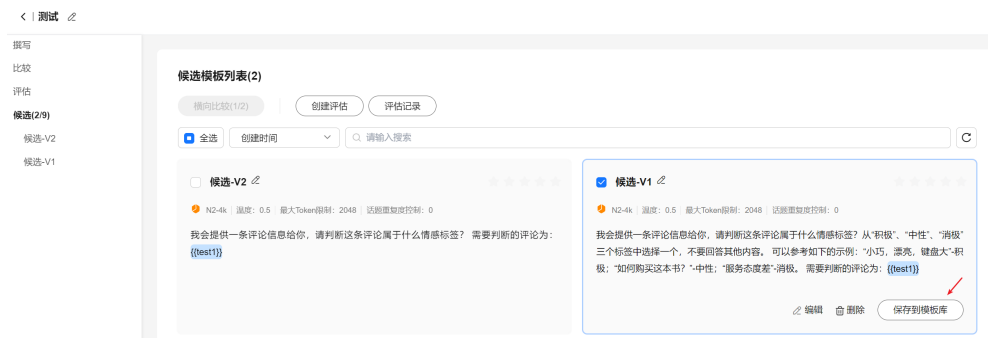 测试
撰写
比较
评估
候选(2/9)
候选-V2
候选-V1
候选模板列表(2)
横向比较(1/2) 创建评估 评估记录
全选 创建时间 请输入搜索
候选-V2
N2-4k 温度：0.5 最大Token限制：2048 话题重复度控制：0
我会提供一条评论信息给你，请判断这条评论属于什么情感标签？ 需要判断的评论为：
{{test1}}
候选-V1
N2-4k 温度：0.5 最大Token限制：2048 话题重复度控制：0
我会提供一条评论信息给你，请判断这条评论属于什么情感标签？从“积极”、“中性”、“消极”
三个标签中选择一个，不要回答其他内容。 可以参考如下的示例：“小巧，漂亮，键盘大”-积
极；“如何购买这本书？”-中性；“服务态度差”-消极。 需要判断的评论为：{{test1}}
编辑 删除 保存到模板库